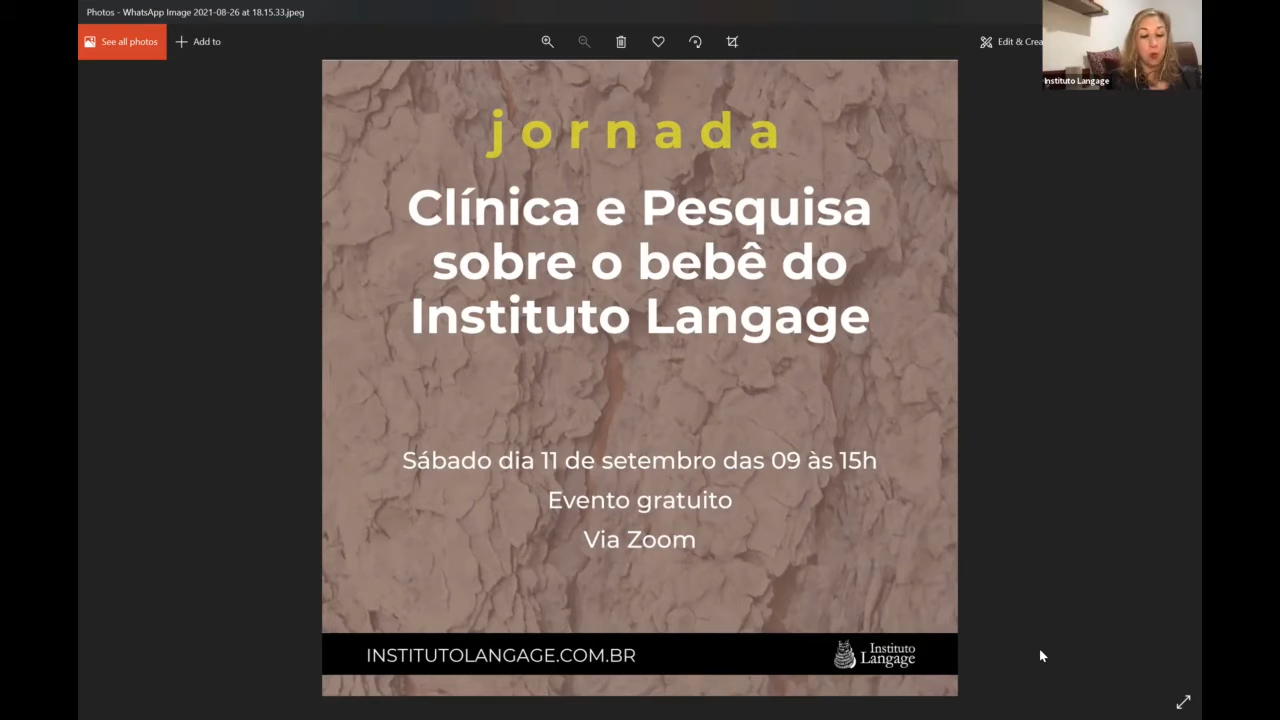 Photos - WhatsApp Image 2021-08-26 at 18.15.33.jpeg
See all photos
Add to
Edit & Crea
Instituto Langage
jornada
Clínica e Pesquisa
sobre o bebê do
Instituto Langage
Sábado dia 11 de setembro das 09 às 15h
Evento gratuito
Via Zoom
INSTITUTOLANGAGE.COM.BR
Instituto
Langage